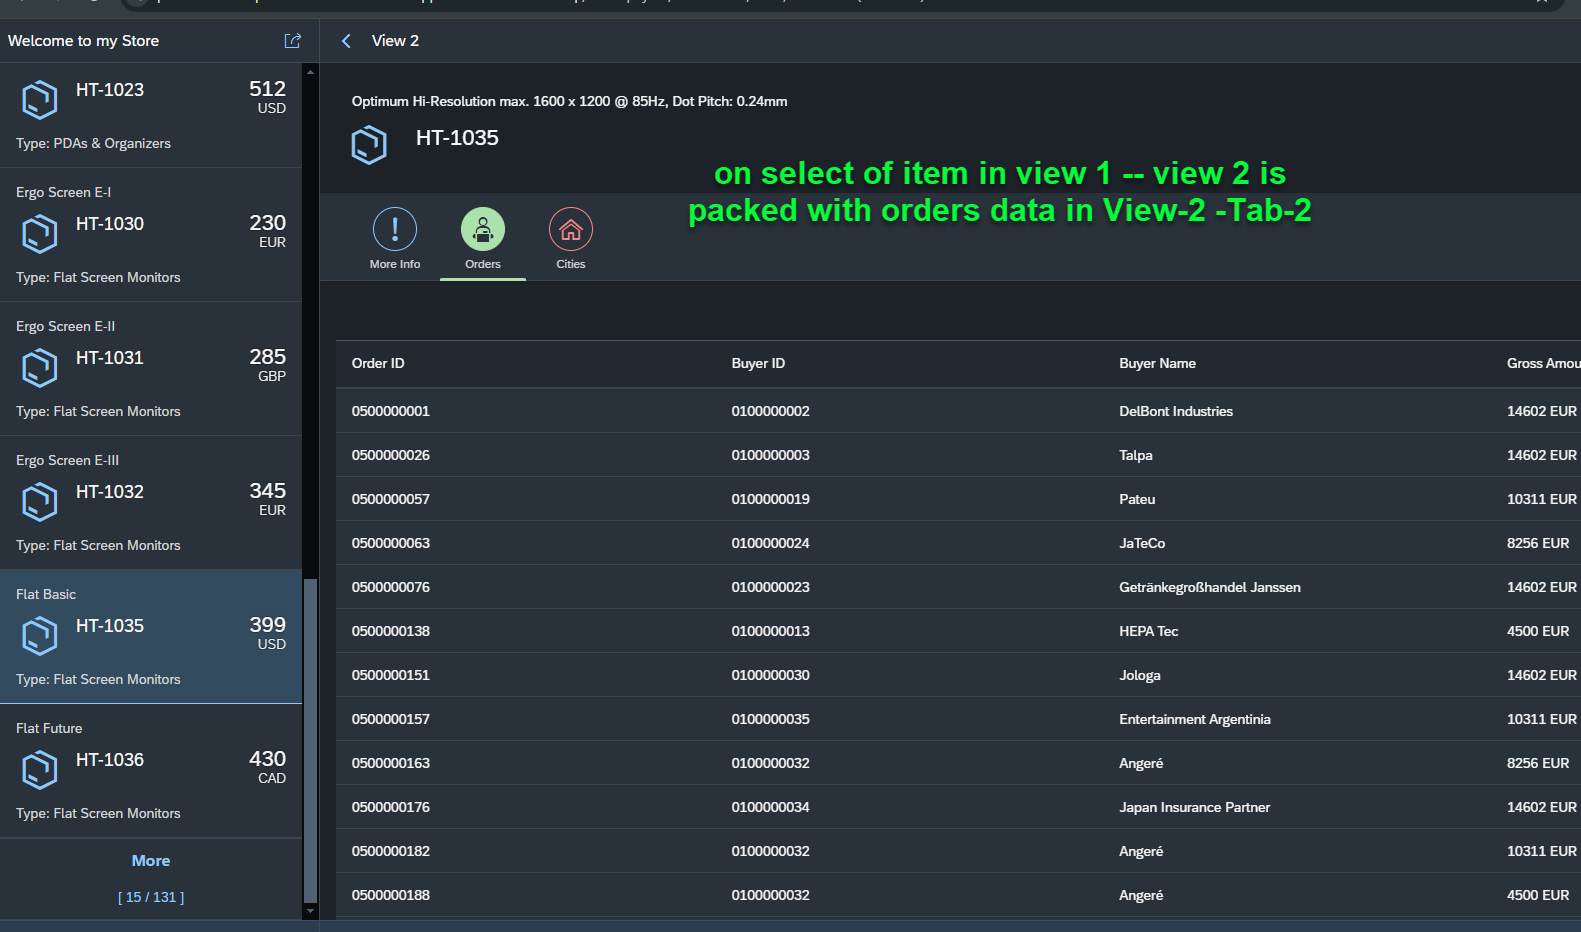 Welcome to my Store
View 2
HT-1023
512
USD
Type: PDAs & Organizers
Ergo Screen E-I
HT-1030
230
EUR
Type: Flat Screen Monitors
Ergo Screen E-II
HT-1031
285
GBP
Type: Flat Screen Monitors
Ergo Screen E-III
HT-1032
345
EUR
Type: Flat Screen Monitors
Flat Basic
HT-1035
399
USD
Type: Flat Screen Monitors
Flat Future
HT-1036
430
CAD
Type: Flat Screen Monitors
More
[ 15 / 131 ]
Optimum Hi-Resolution max. 1600 x 1200 @ 85Hz, Dot Pitch: 0.24mm
HT-1035
on select of item in view 1 -- view 2 is
packed with orders data in View-2 -Tab-2
More Info Orders Cities
Order ID Buyer ID Buyer Name Gross Amou
0500000001 0100000002 DelBont Industries 14602 EUR
0500000026 0100000003 Talpa 14602 EUR
0500000057 0100000019 Pateu 10311 EUR
0500000063 0100000024 JaTeCo 8256 EUR
0500000076 0100000023 Getränkegroßhandel Janssen 14602 EUR
0500000138 0100000013 HEPA Tec 4500 EUR
0500000151 0100000030 Jologa 14602 EUR
0500000157 0100000035 Entertainment Argentinia 10311 EUR
0500000163 0100000032 Angeré 8256 EUR
0500000176 0100000034 Japan Insurance Partner 14602 EUR
0500000182 0100000032 Angeré 10311 EUR
0500000188 0100000032 Angeré 4500 EUR